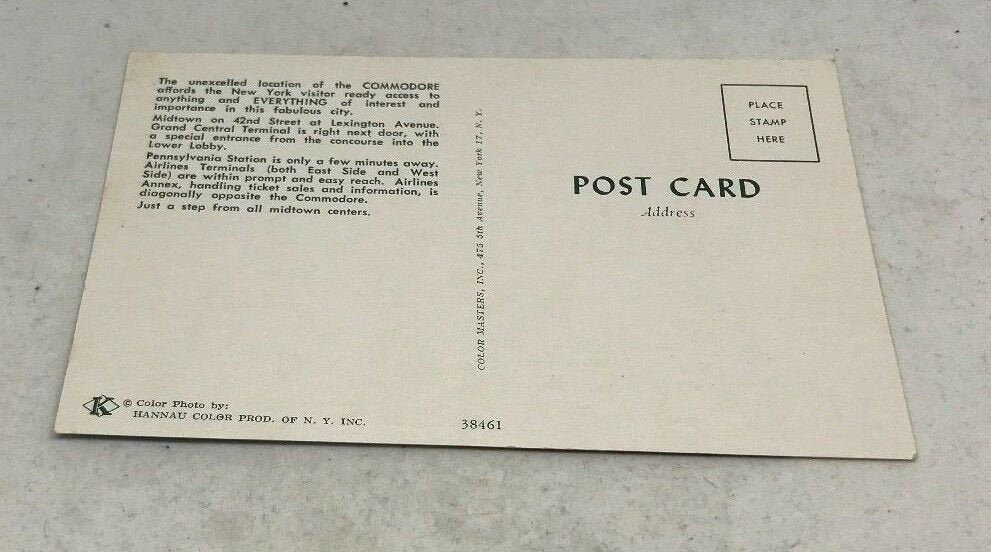 The unexcelled location of the COMMODORE
affords the New York visitor ready access to
anything and EVERYTHING of interest and
importance in this fabulous city.
Midtown on 42nd Street at Lexington Avenue.
Grand Central Terminal is right next door, with
a special entrance from the concourse into the
Lower Lobby.
Pennsylvania Station is only a few minutes away.
Airlines Terminals (both East Side and West
Side) are within prompt and easy reach. Airlines
Annex, handling ticket sales and information, is
diagonally opposite the Commodore.
Just a step from all midtown centers.
K
© Color Photo by:
HANNAU COLOR PROD. OF N. Y. INC.
38461
COLOR MASTERS, INC., 475 5th Avenue, New York 17, N. Y.
PLACE
STAMP
HERE
POST CARD
Address